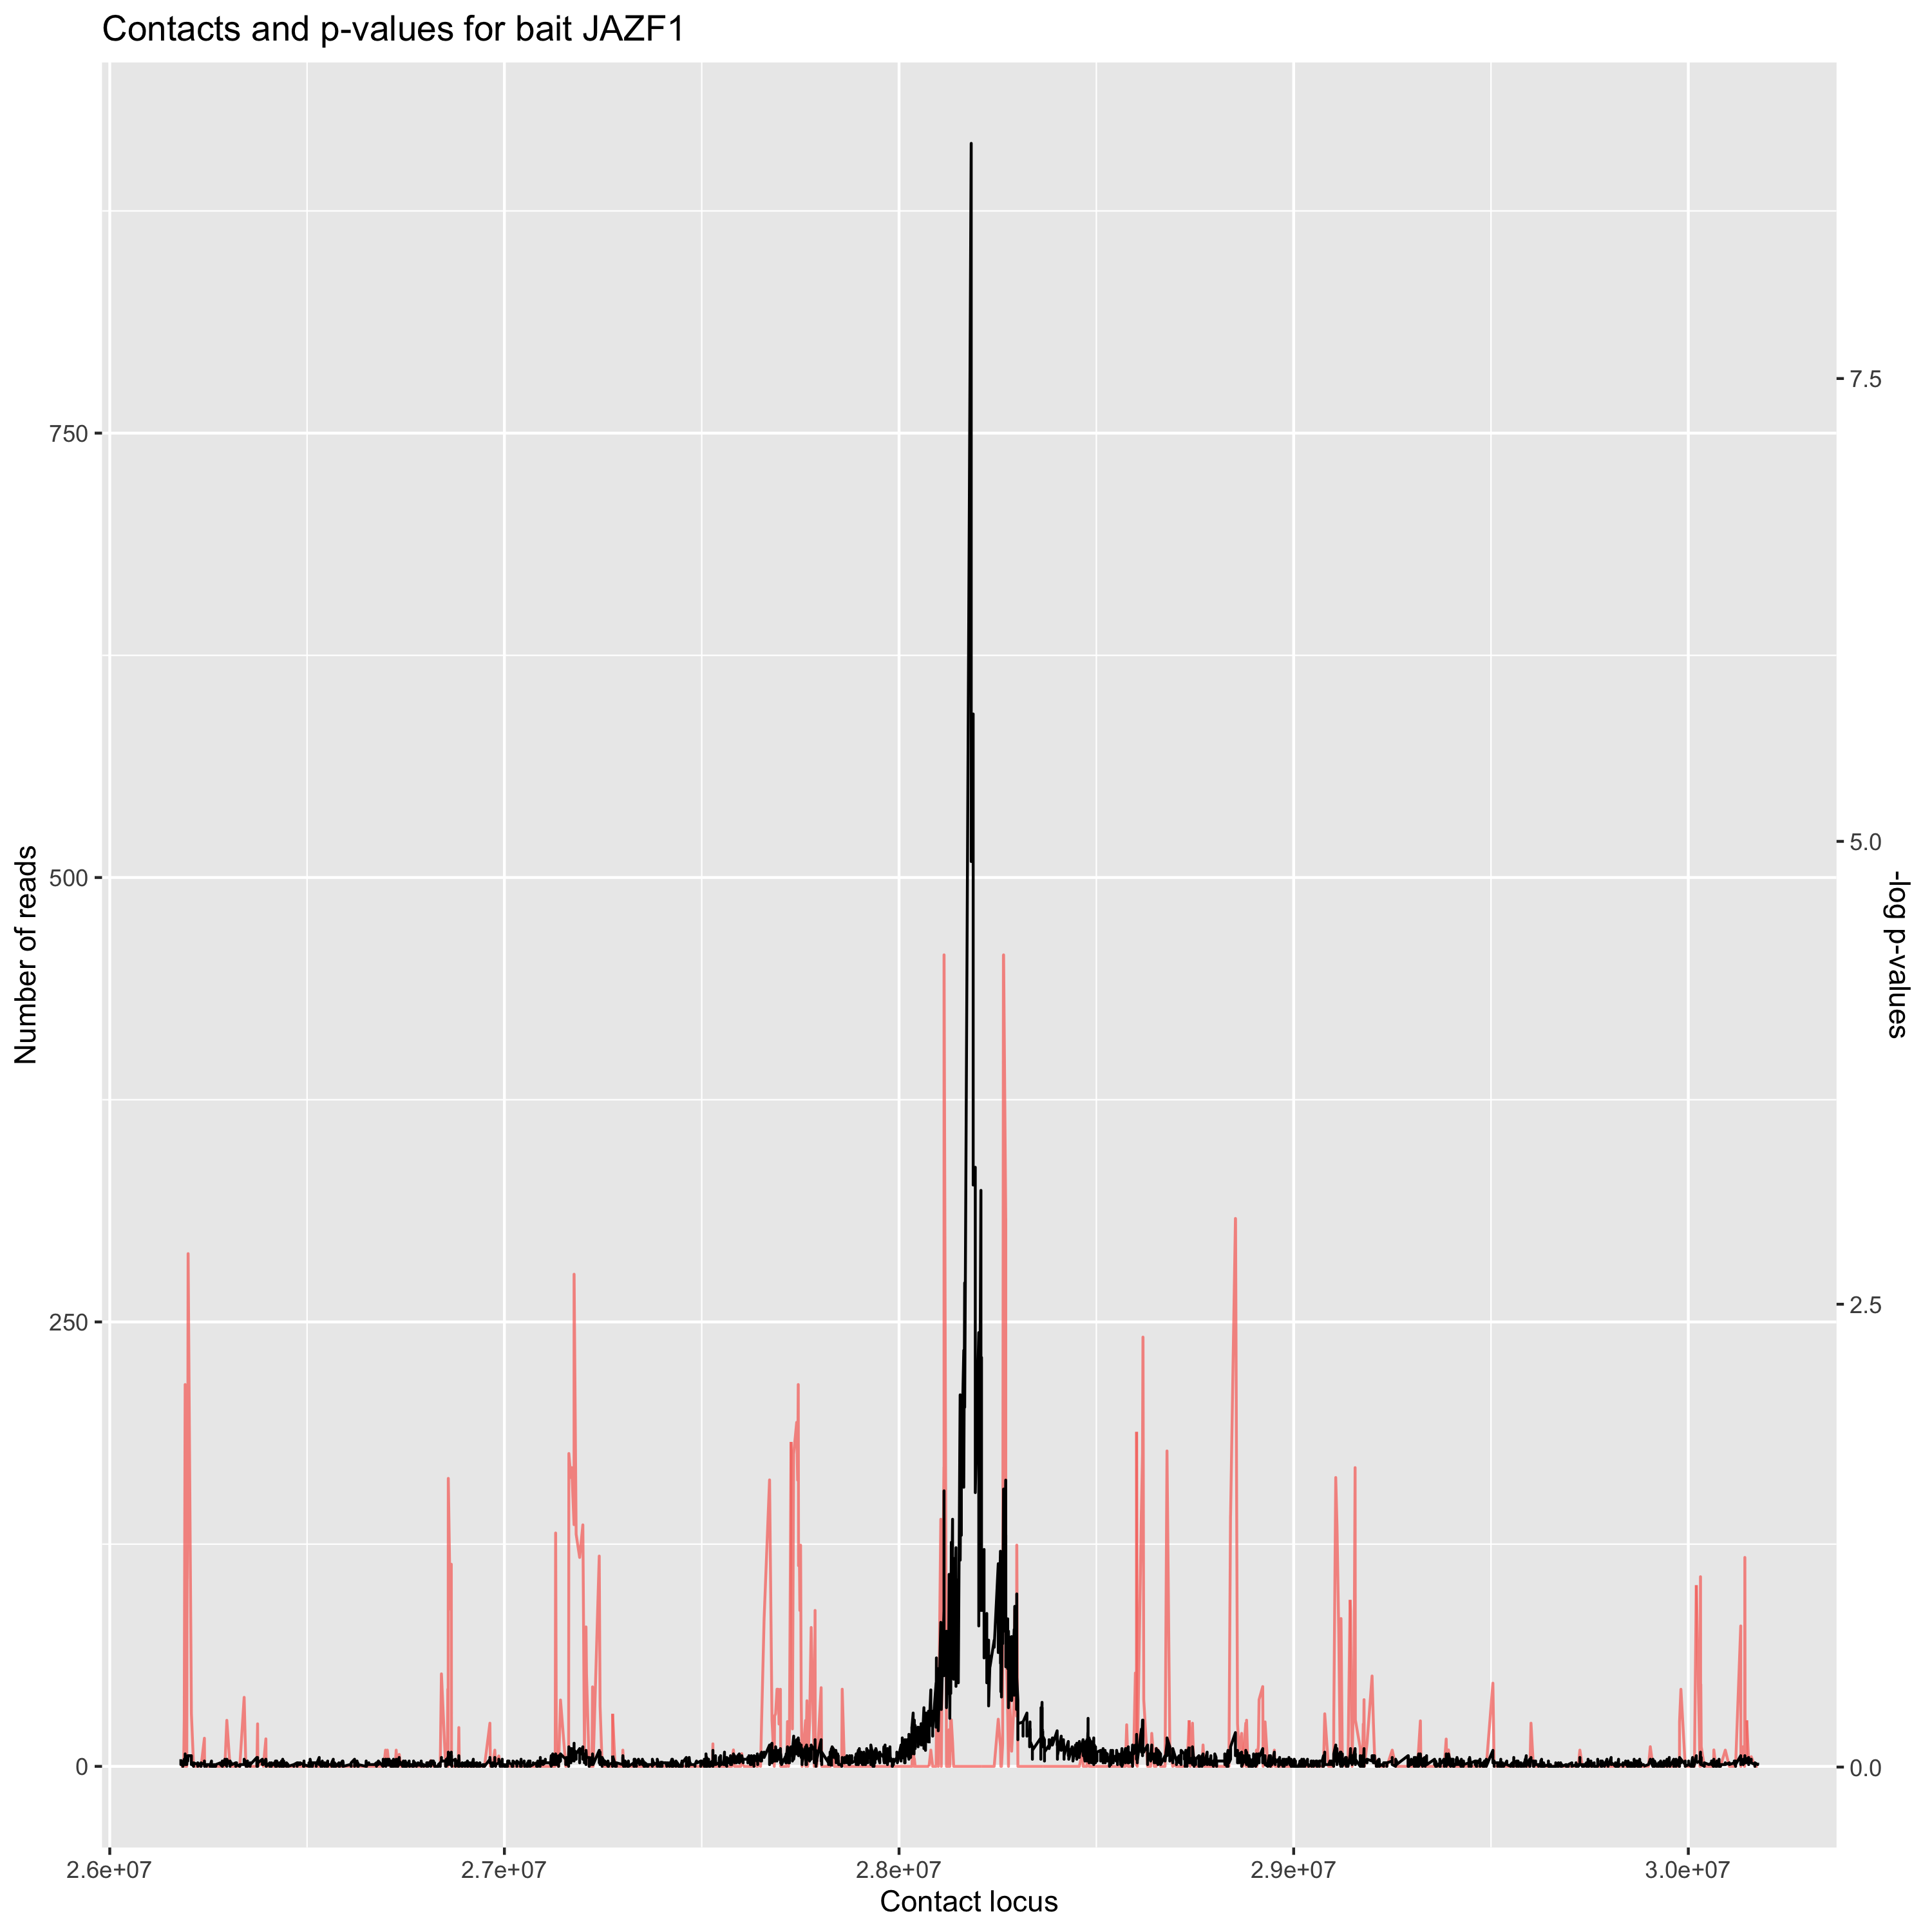 Contacts and p-values for bait JAZF1
750
500
250
0
Number of reads
7.5
5.0
2.5
0.0
-log p-values
2.6e+07 2.7e+07 2.8e+07 2.9e+07 3.0e+07
Contact locus